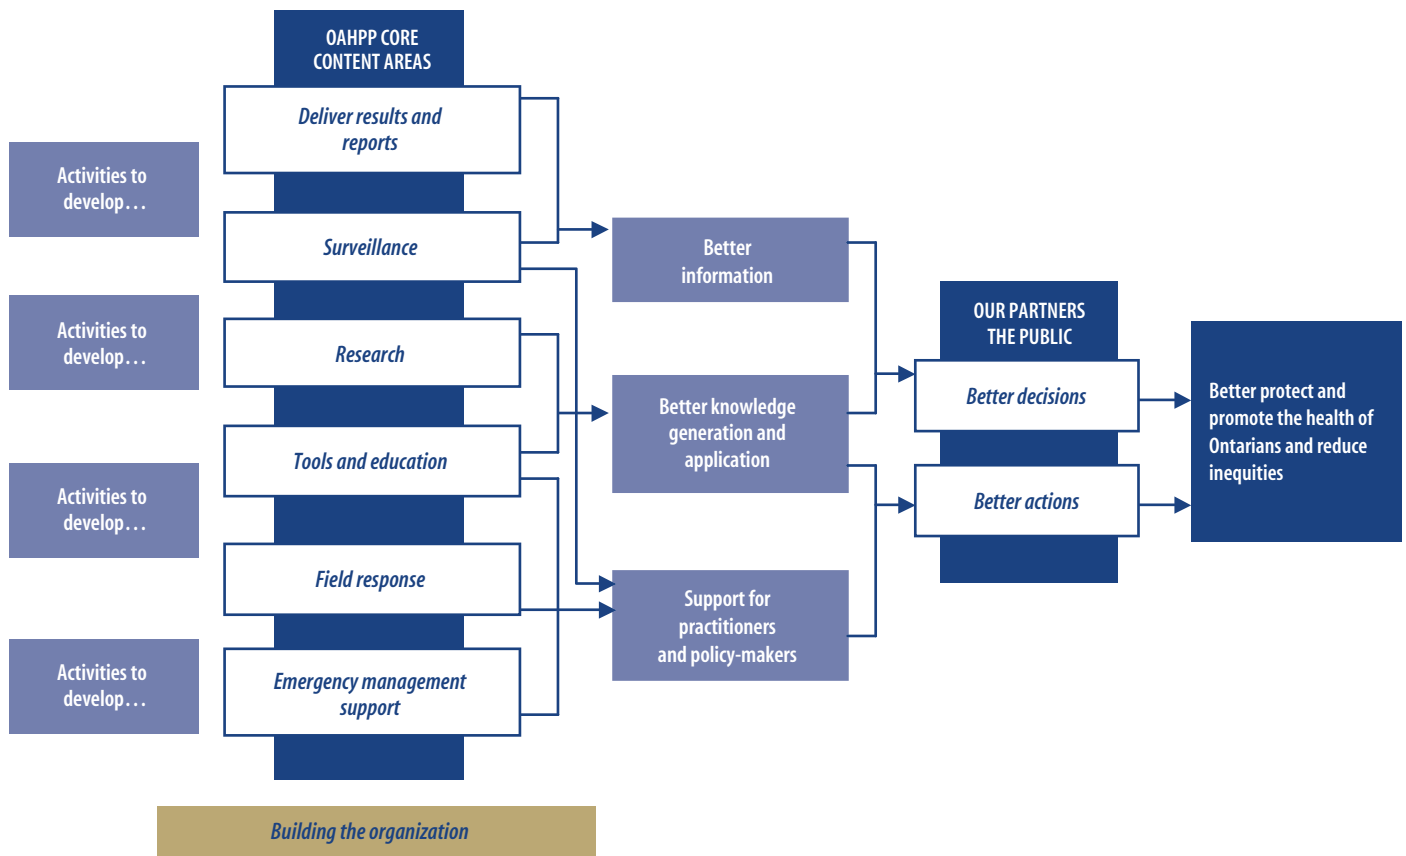 OAHPP CORE
CONTENT AREAS
Deliver results and
reports
Activities to
develop...
Surveillance
Activities to
develop...
Research
Tools and education
Activities to
develop...
Field response
Activities to
develop...
Emergency management
support
Building the organization
Better
information
Better knowledge
generation and
application
Support for
practitioners
and policy-makers
OUR PARTNERS
THE PUBLIC
Better decisions
Better actions
Better protect and
promote the health of
Ontarians and reduce
inequities